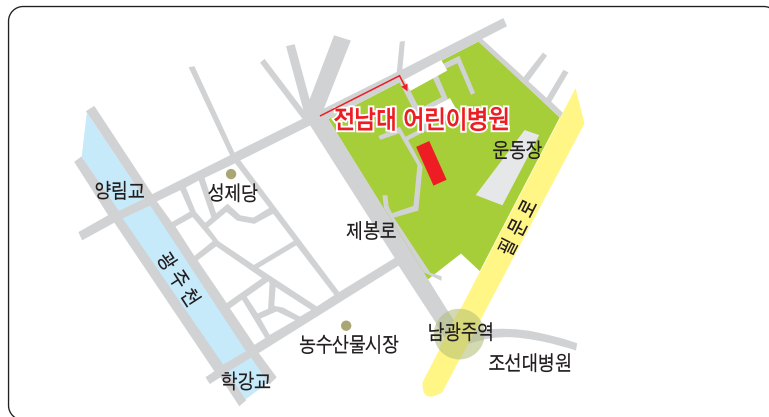 전남대 어린이병원
운동장
양림교
성제당
필문로
제봉로
광주천
남광주역
농수산물시장
조선대병원
학강교